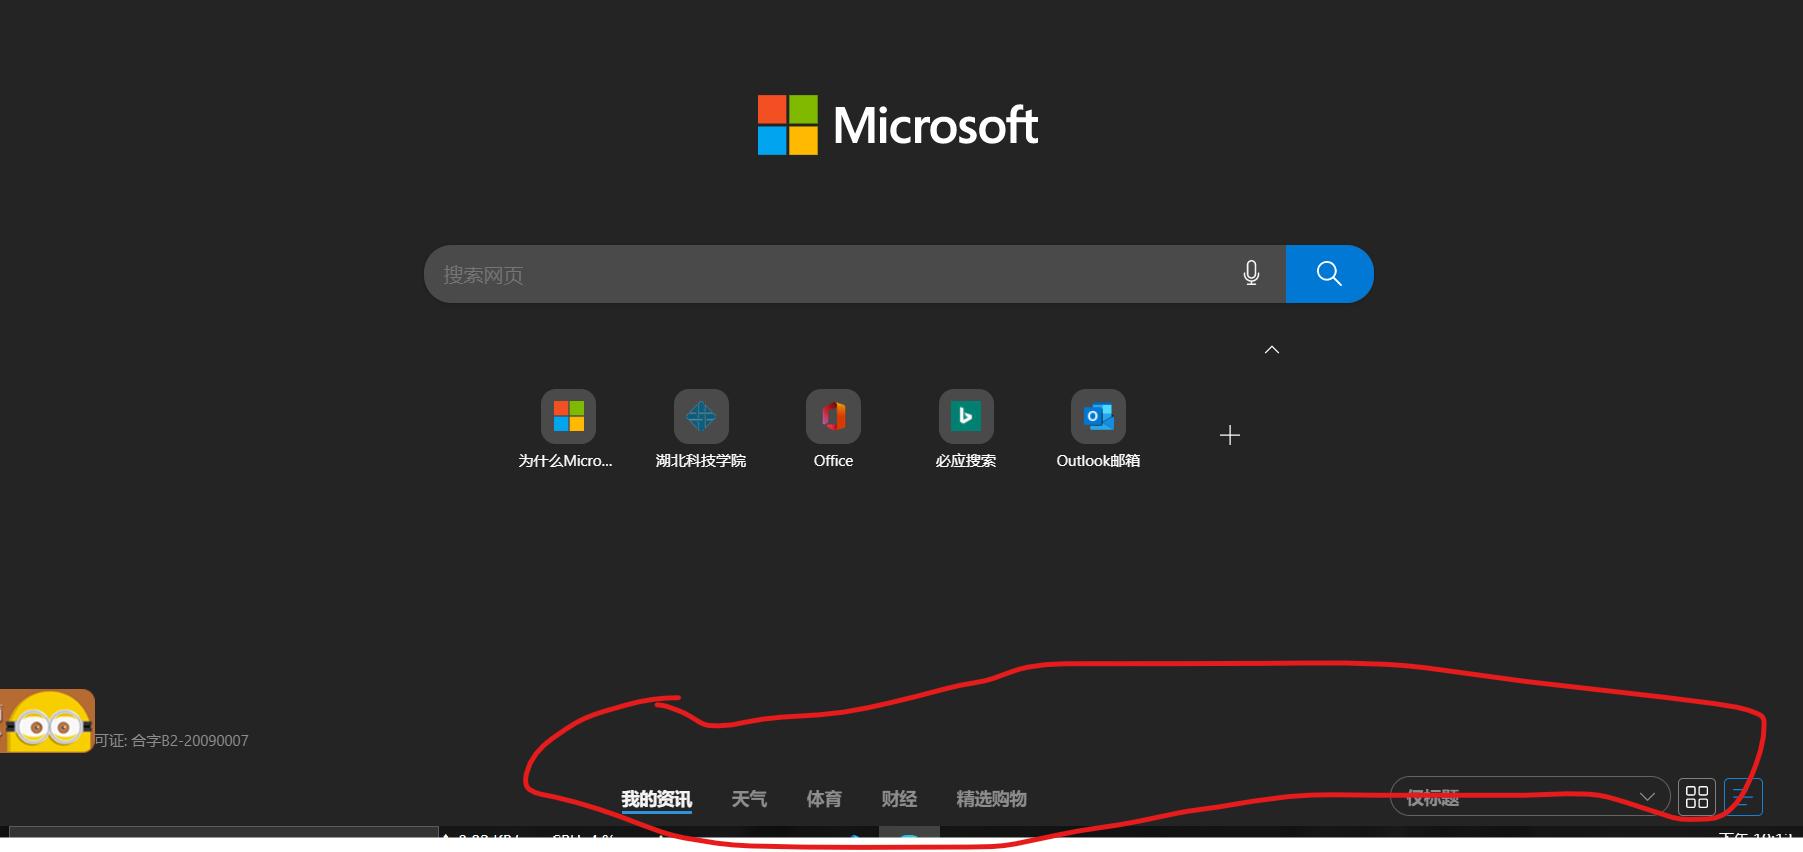 Microsoft
搜索网页
为什么Micro...
湖北科技学院
Office
必应搜索
Outlook邮箱
可证: 合字B2-20090007
我的资讯 天气 体育 财经 精选购物
仅标题